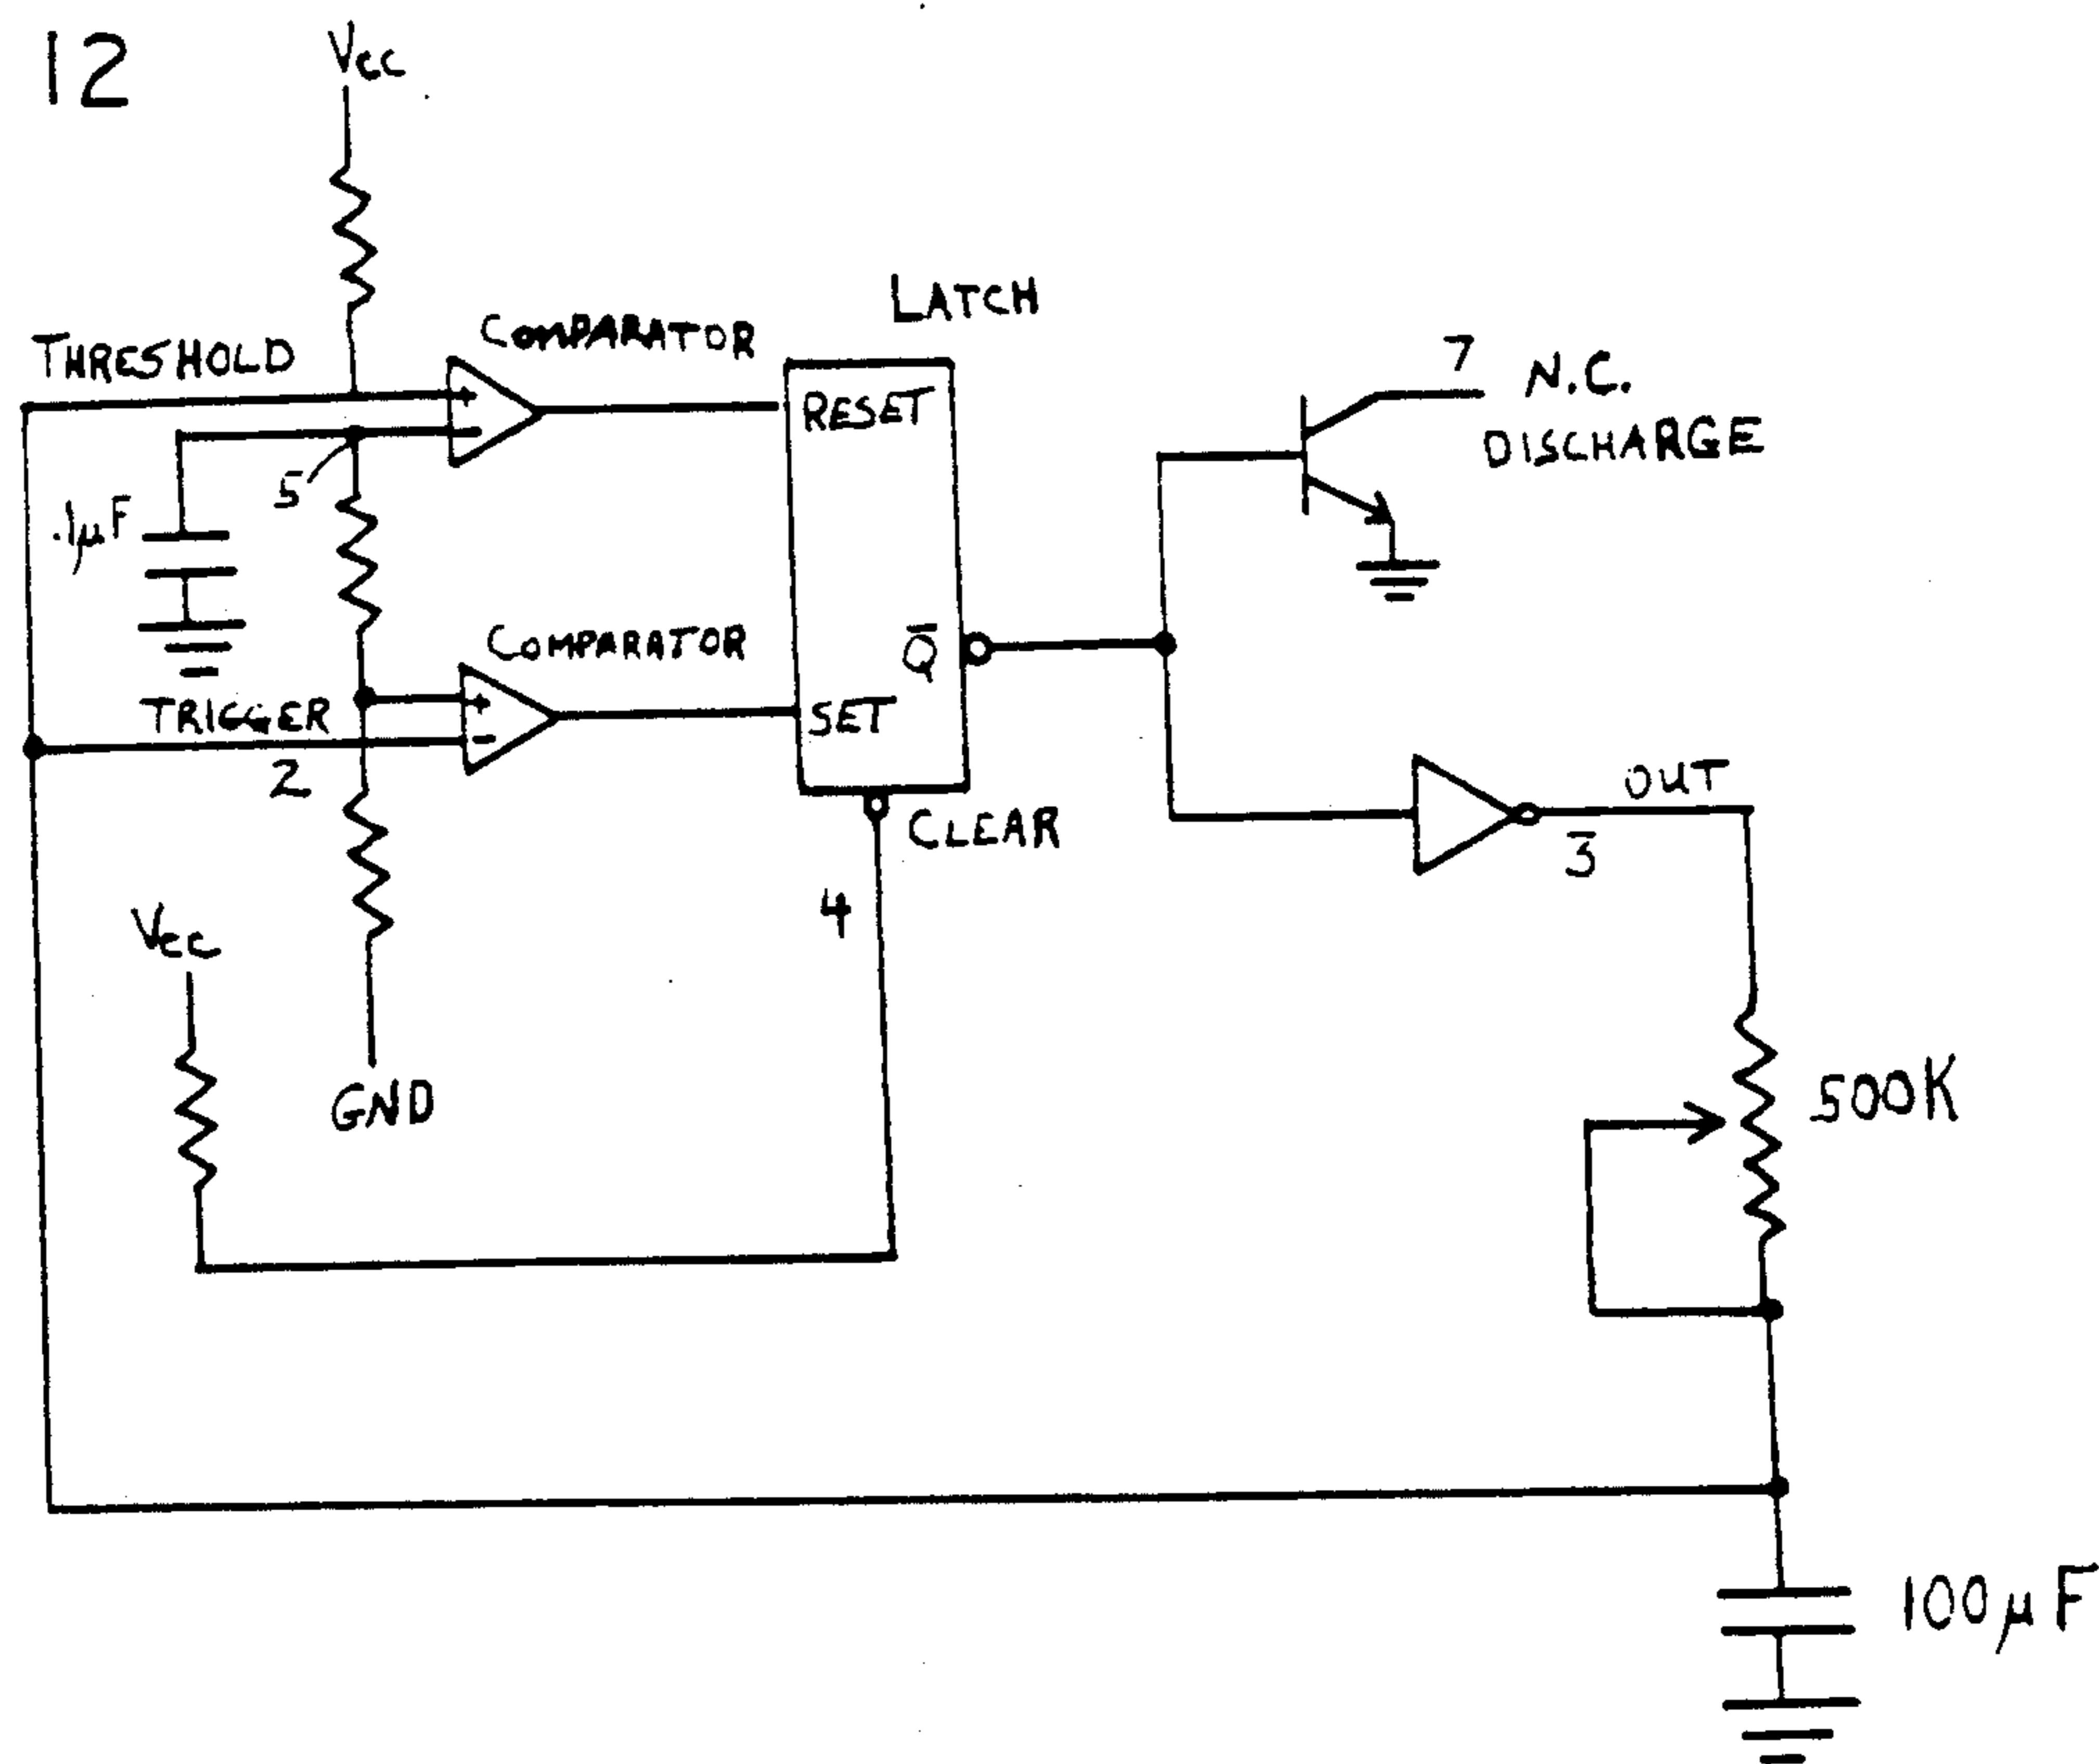 12
Vcc
LATCH
COMPARATOR
THRESHOLD
7 N.C.
DISCHARGE
RESET
5
.1µF
COMPARATOR
Q̅
TRIGGER
SET
2
OUT
3
CLEAR
4
Vcc
GND
500K
100µF
+
-
+
-